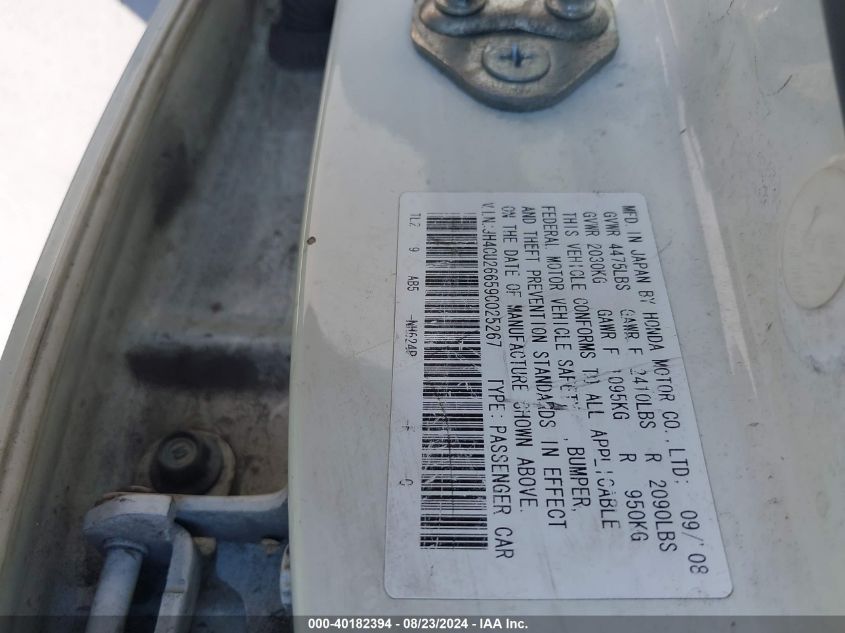 MFD. IN JAPAN BY HONDA MOTOR CO., LTD: 09/'08
GVWR 4475LBS GAWR F 2410LBS R 2090LBS
GVWR 2030KG GAWR F 1095KG R 950KG
THIS VEHICLE CONFORMS TO ALL APPLICABLE
FEDERAL MOTOR VEHICLE SAFETY, BUMPER,
AND THEFT PREVENTION STANDARDS IN EFFECT
ON THE DATE OF MANUFACTURE SHOWN ABOVE.
V.I.N:JH4CU26659C025267 TYPE: PASSENGER CAR
TL2 9 AB5 -NH624P
000-40182394 - 08/23/2024 - IAA Inc.